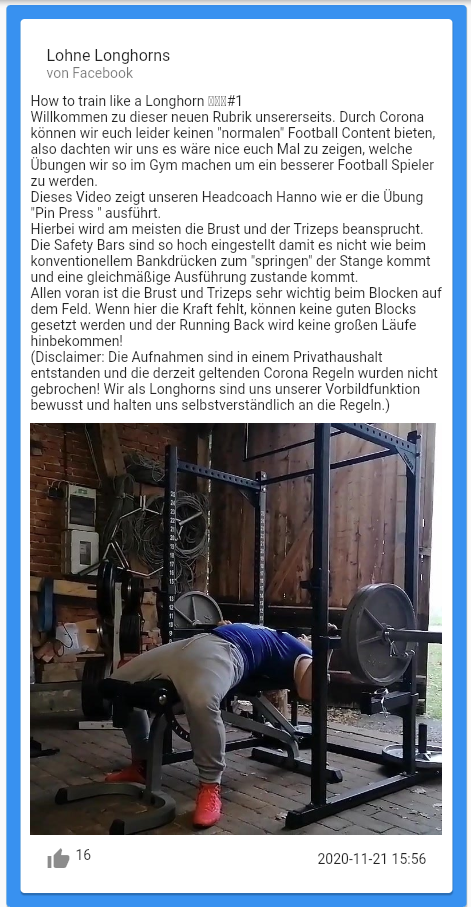 Lohne Longhorns
von Facebook
How to train like a Longhorn #1
Willkommen zu dieser neuen Rubrik unsererseits. Durch Corona
können wir euch leider keinen "normalen" Football Content bieten,
also dachten wir uns es wäre nice euch Mal zu zeigen, welche
Übungen wir so im Gym machen um ein besserer Football Spieler
zu werden.
Dieses Video zeigt unseren Headcoach Hanno wie er die Übung
"Pin Press " ausführt.
Hierbei wird am meisten die Brust und der Trizeps beansprucht.
Die Safety Bars sind so hoch eingestellt damit es nicht wie beim
konventionellem Bankdrücken zum "springen" der Stange kommt
und eine gleichmäßige Ausführung zustande kommt.
Allen voran ist die Brust und Trizeps sehr wichtig beim Blocken auf
dem Feld. Wenn hier die Kraft fehlt, können keine guten Blocks
gesetzt werden und der Running Back wird keine großen Läufe
hinbekommen!
(Disclaimer: Die Aufnahmen sind in einem Privathaushalt
entstanden und die derzeit geltenden Corona Regeln wurden nicht
gebrochen! Wir als Longhorns sind uns unserer Vorbildfunktion
bewusst und halten uns selbstverständlich an die Regeln.)
16
2020-11-21 15:56